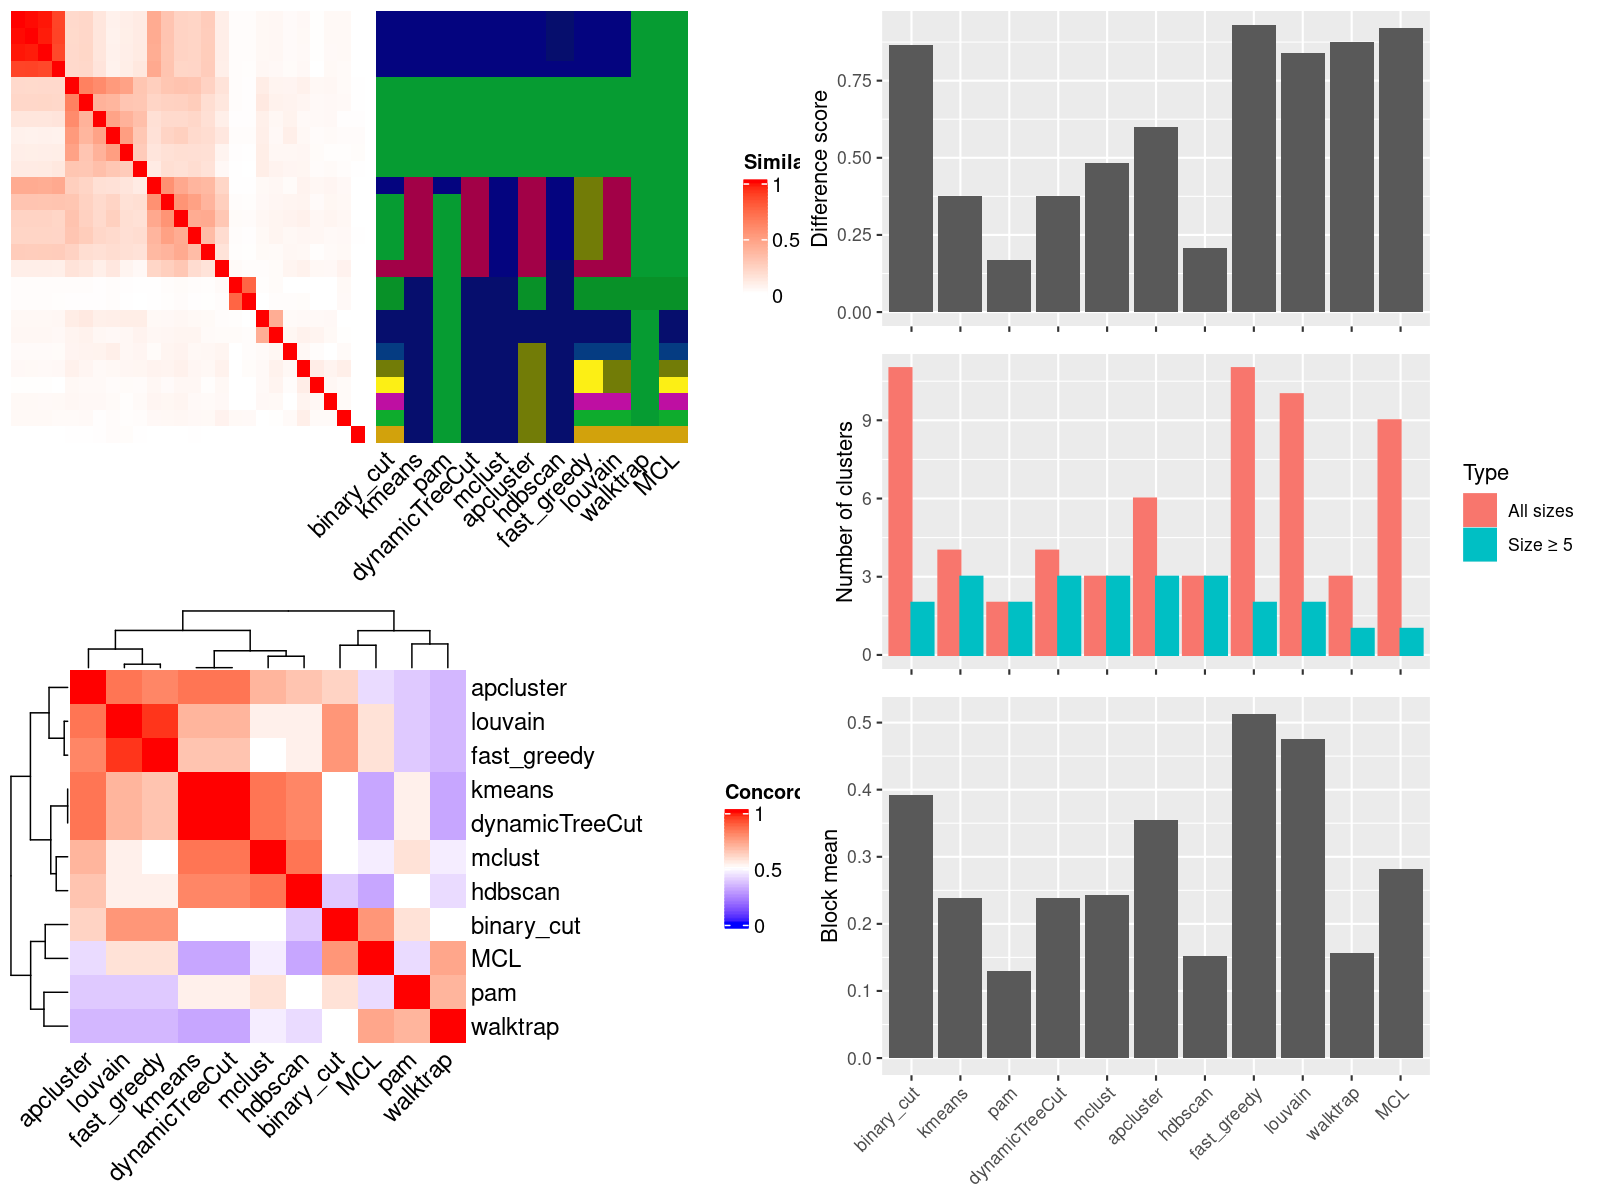 Simila
1
0.5
0
binary_cut
kmeans
pam
dynamicTreeCut
mclust
apcluster
hdbscan
fast_greedy
louvain
walktrap
MCL
apcluster
louvain
fast_greedy
kmeans
dynamicTreeCut
mclust
hdbscan
binary_cut
MCL
pam
walktrap
Concord
1
0.5
0
apcluster
louvain
fast_greedy
kmeans
dynamicTreeCut
mclust
hdbscan
binary_cut
MCL
pam
walktrap
Difference score
0.75
0.50
0.25
0.00
Number of clusters
9
6
3
0
Type
All sizes
Size ≥ 5
Block mean
0.5
0.4
0.3
0.2
0.1
0.0
binary_cut
kmeans
pam
dynamicTreeCut
mclust
apcluster
hdbscan
fast_greedy
louvain
walktrap
MCL